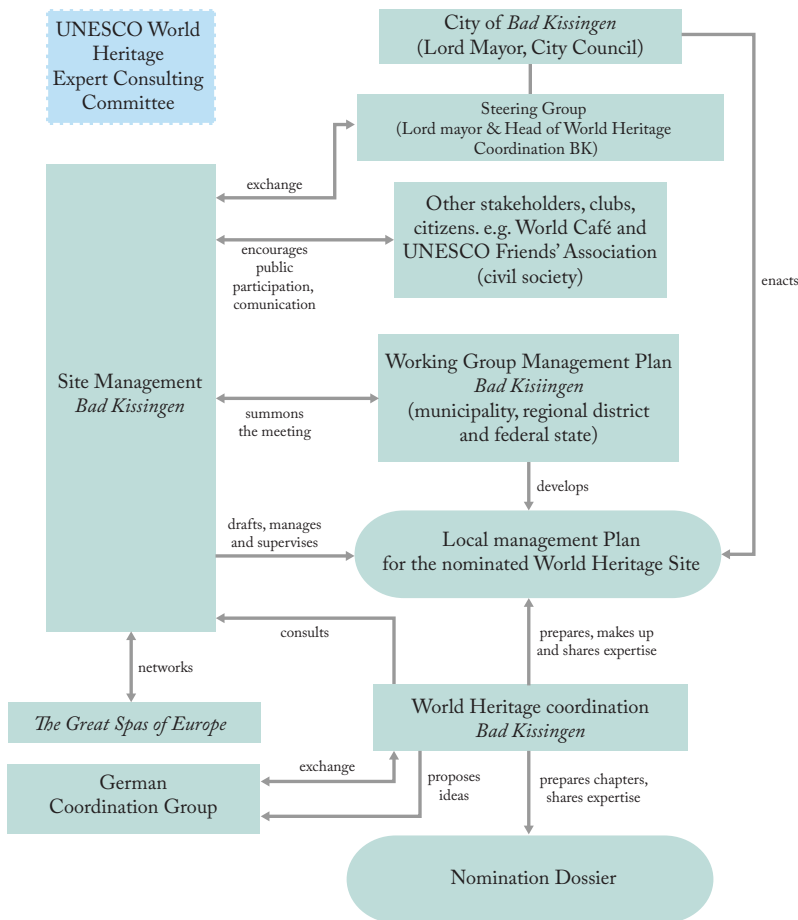 UNESCO World
Heritage
Expert Consulting
Committee
City of Bad Kissingen
(Lord Mayor, City Council)
Steering Group
(Lord mayor & Head of World Heritage
Coordination BK)
exchange
Other stakeholders, clubs,
citizens. e.g. World Café and
UNESCO Friends’ Association
(civil society)
encourages
public
participation,
comunication
enacts
Site Management
Bad Kissingen
Working Group Management Plan
Bad Kisiingen
(municipality, regional district
and federal state)
summons
the meeting
develops
drafts, manages
and supervises
Local management Plan
for the nominated World Heritage Site
consults
prepares, makes up
and shares expertise
networks
The Great Spas of Europe
World Heritage coordination
Bad Kissingen
exchange
German
Coordination Group
proposes
ideas
prepares chapters,
shares expertise
Nomination Dossier